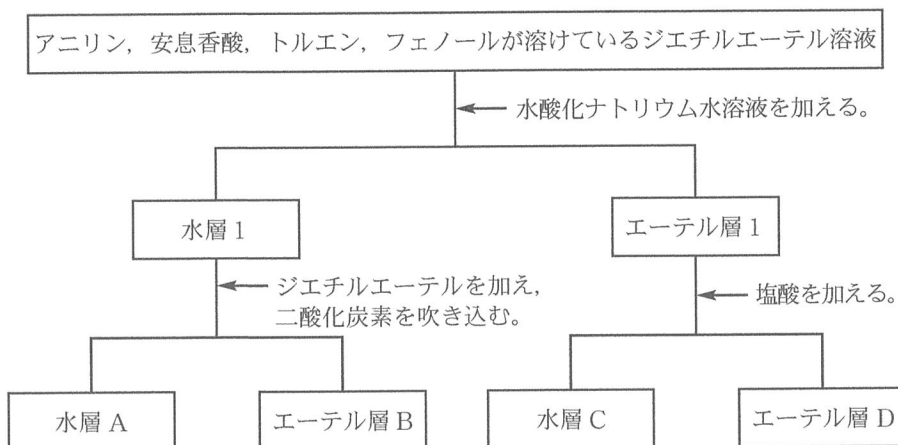 アニリン，安息香酸，トルエン，フェノールが溶けているジエチルエーテル溶液
水酸化ナトリウム水溶液を加える。
水層1
エーテル層1
ジエチルエーテルを加え，
二酸化炭素を吹き込む。
塩酸を加える。
水層A
エーテル層B
水層C
エーテル層D